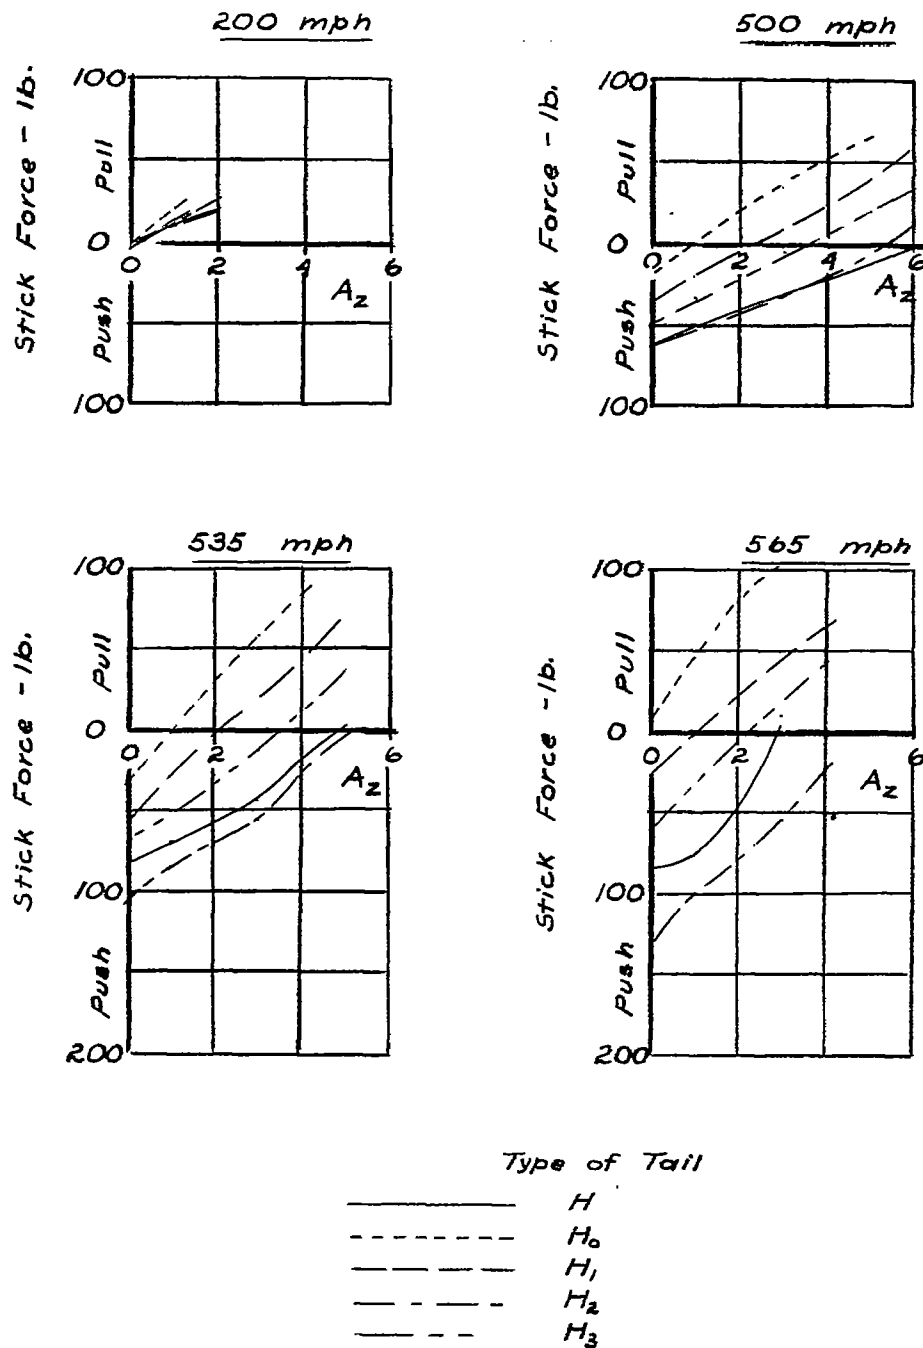 200 mph
Stick Force - lb.
Pull
Push
100
0
100
0 2 4 6
Az
500 mph
Stick Force - lb.
Pull
Push
100
0
100
0 2 4 6
Az
535 mph
Stick Force - lb.
Pull
Push
100
0
100
200
0 2 4 6
Az
565 mph
Stick Force - lb.
Pull
Push
100
0
100
200
0 2 6
Az
Type of Tail
H
H₀
H₁
H₂
H₃